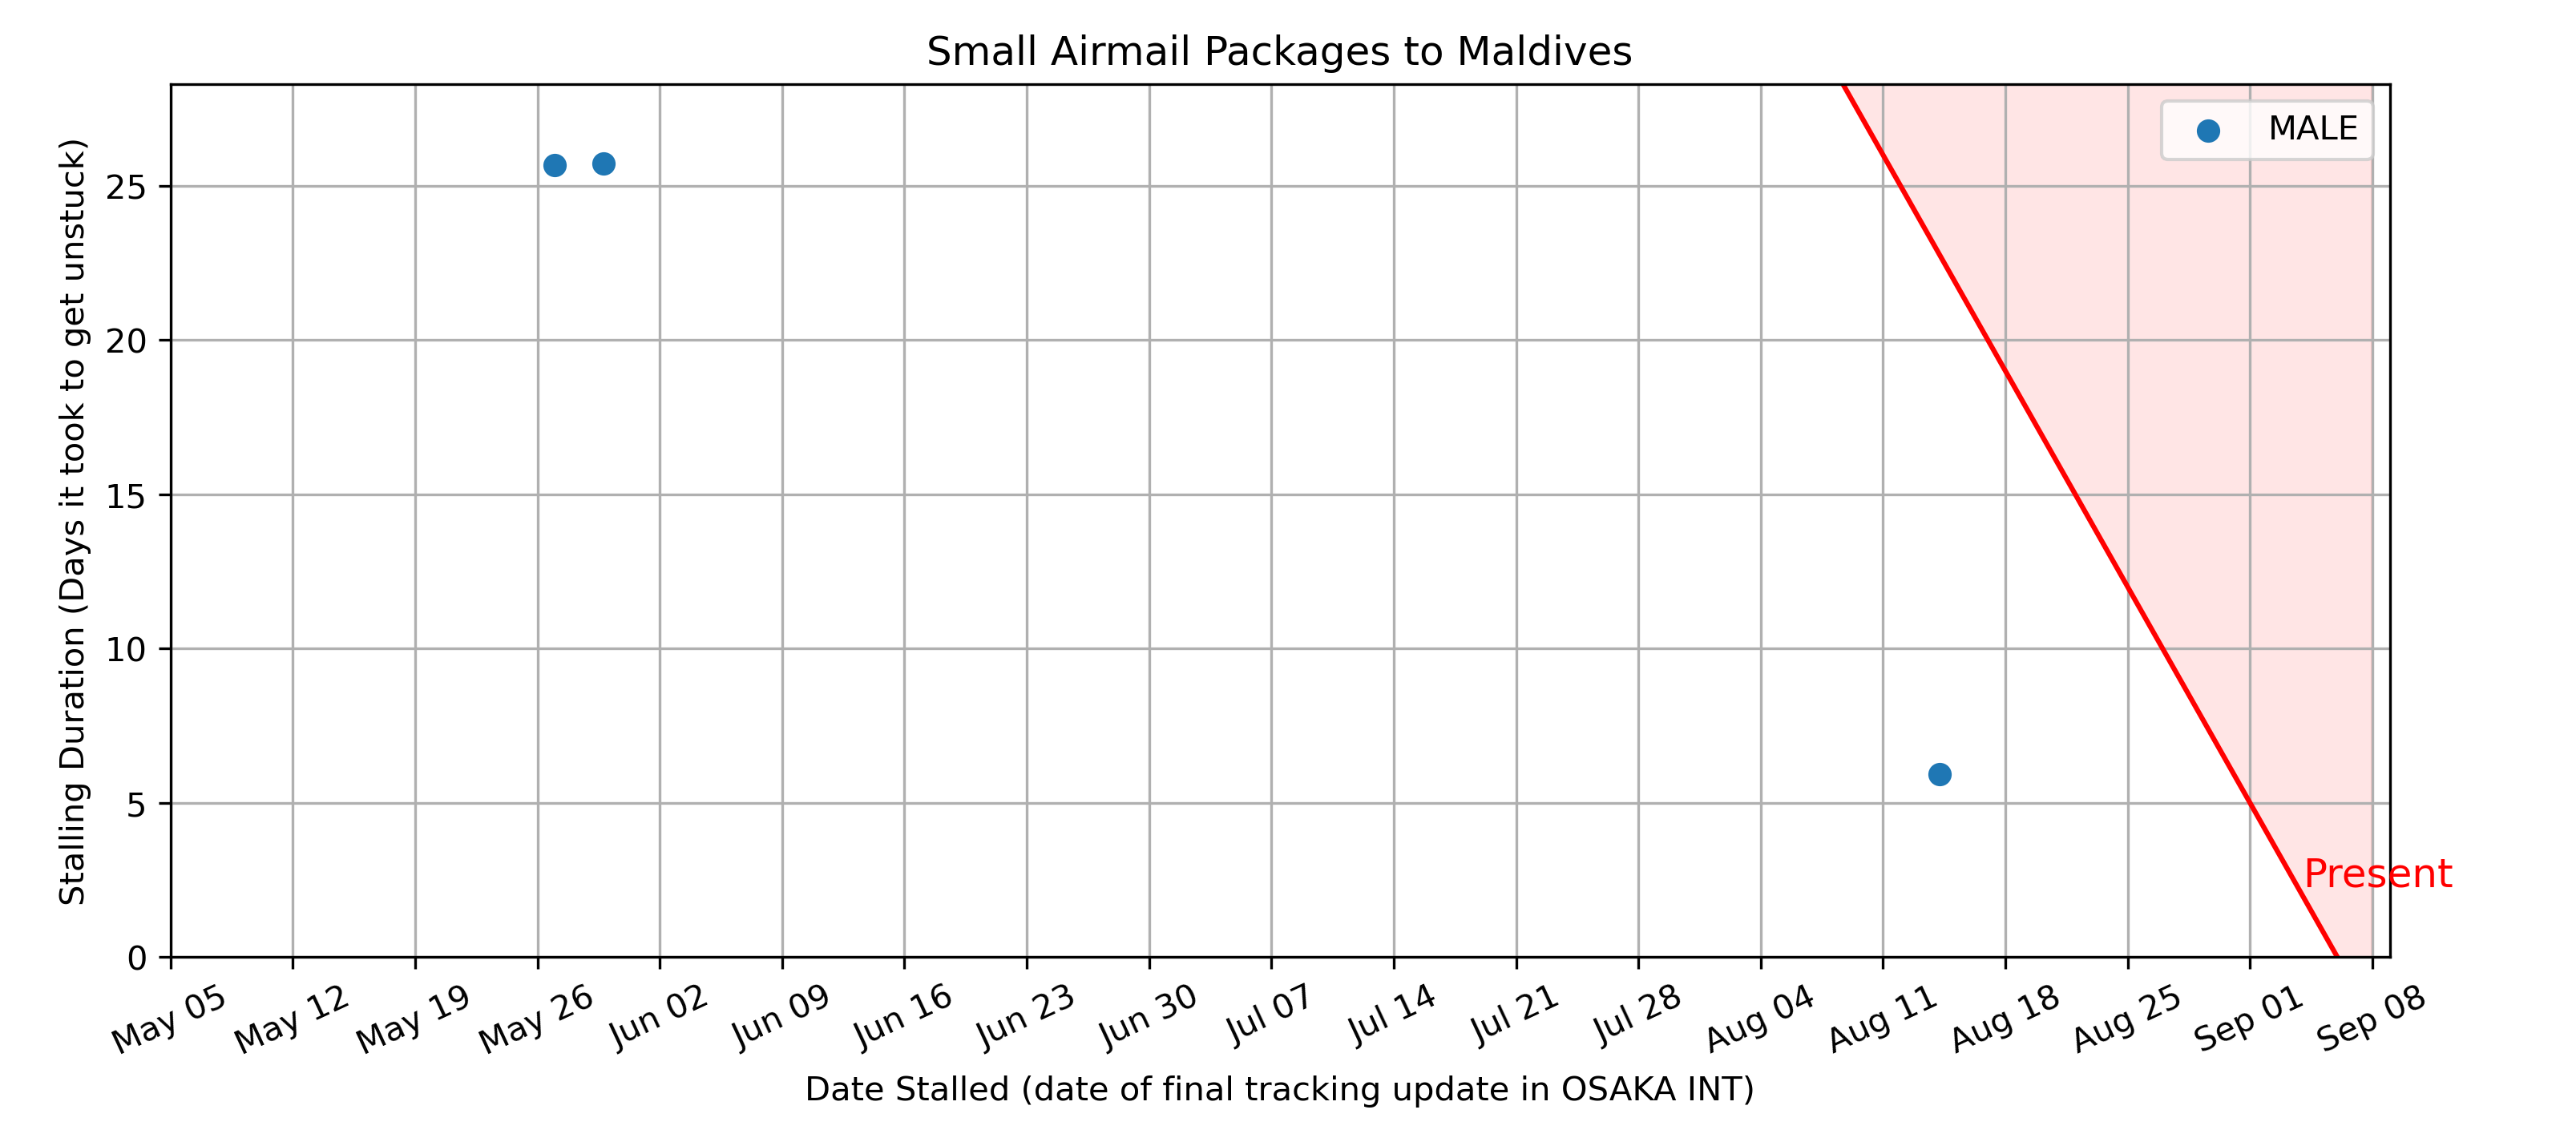 Small Airmail Packages to Maldives
MALE
Stalling Duration (Days it took to get unstuck)
25
20
15
10
5
0
Present
May 05
May 12
May 19
May 26
Jun 02
Jun 09
Jun 16
Jun 23
Jun 30
Jul 07
Jul 14
Jul 21
Jul 28
Aug 04
Aug 11
Aug 18
Aug 25
Sep 01
Sep 08
Date Stalled (date of final tracking update in OSAKA INT)